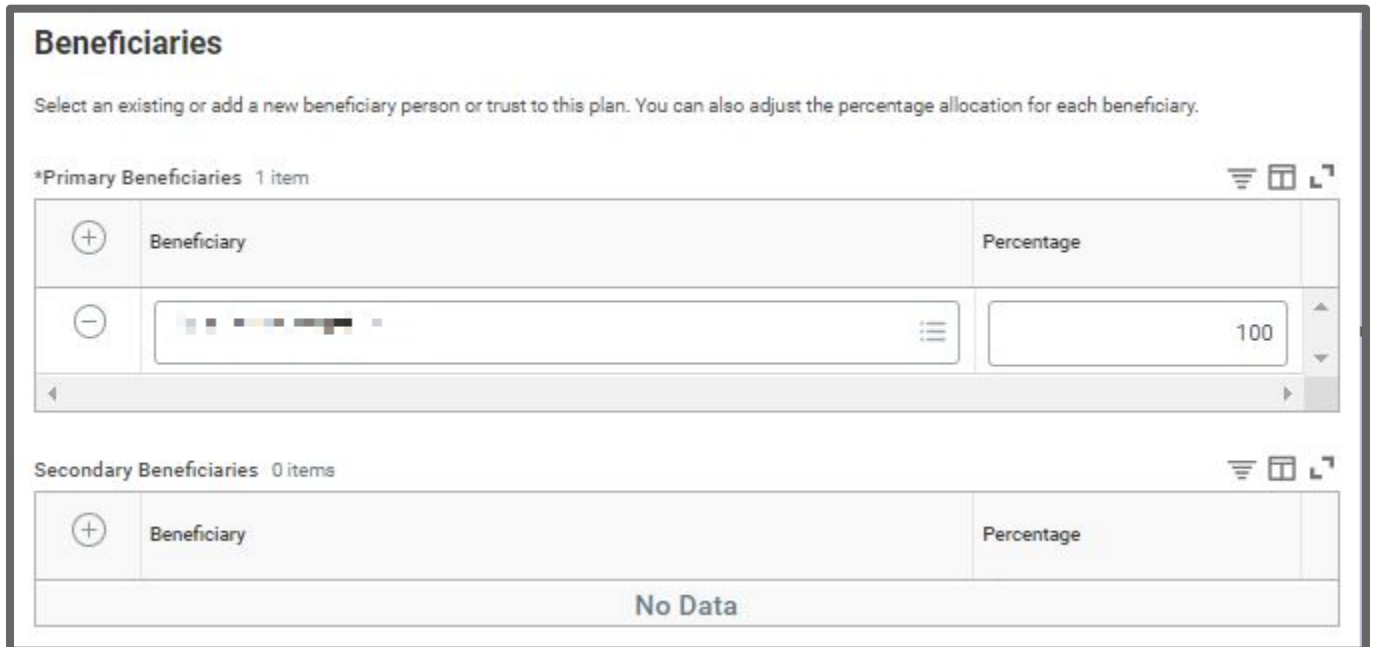 Beneficiaries
Select an existing or add a new beneficiary person or trust to this plan. You can also adjust the percentage allocation for each beneficiary.
*Primary Beneficiaries 1 item
Beneficiary Percentage
100
Secondary Beneficiaries 0 items
Beneficiary Percentage
No Data